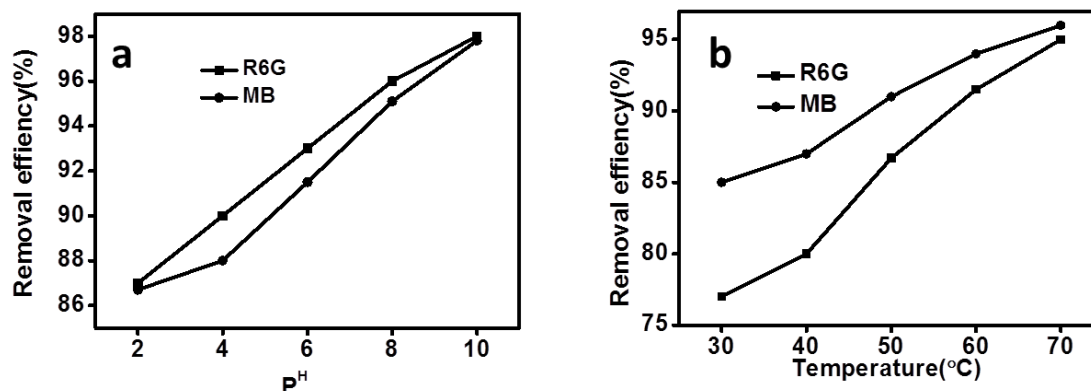 a
R6G
MB
Removal effiency(%)
98
96
94
92
90
88
86
2 4 6 8 10
P^H
b
R6G
MB
Removal effiency(%)
95
90
85
80
75
30 40 50 60 70
Temperature(°C)